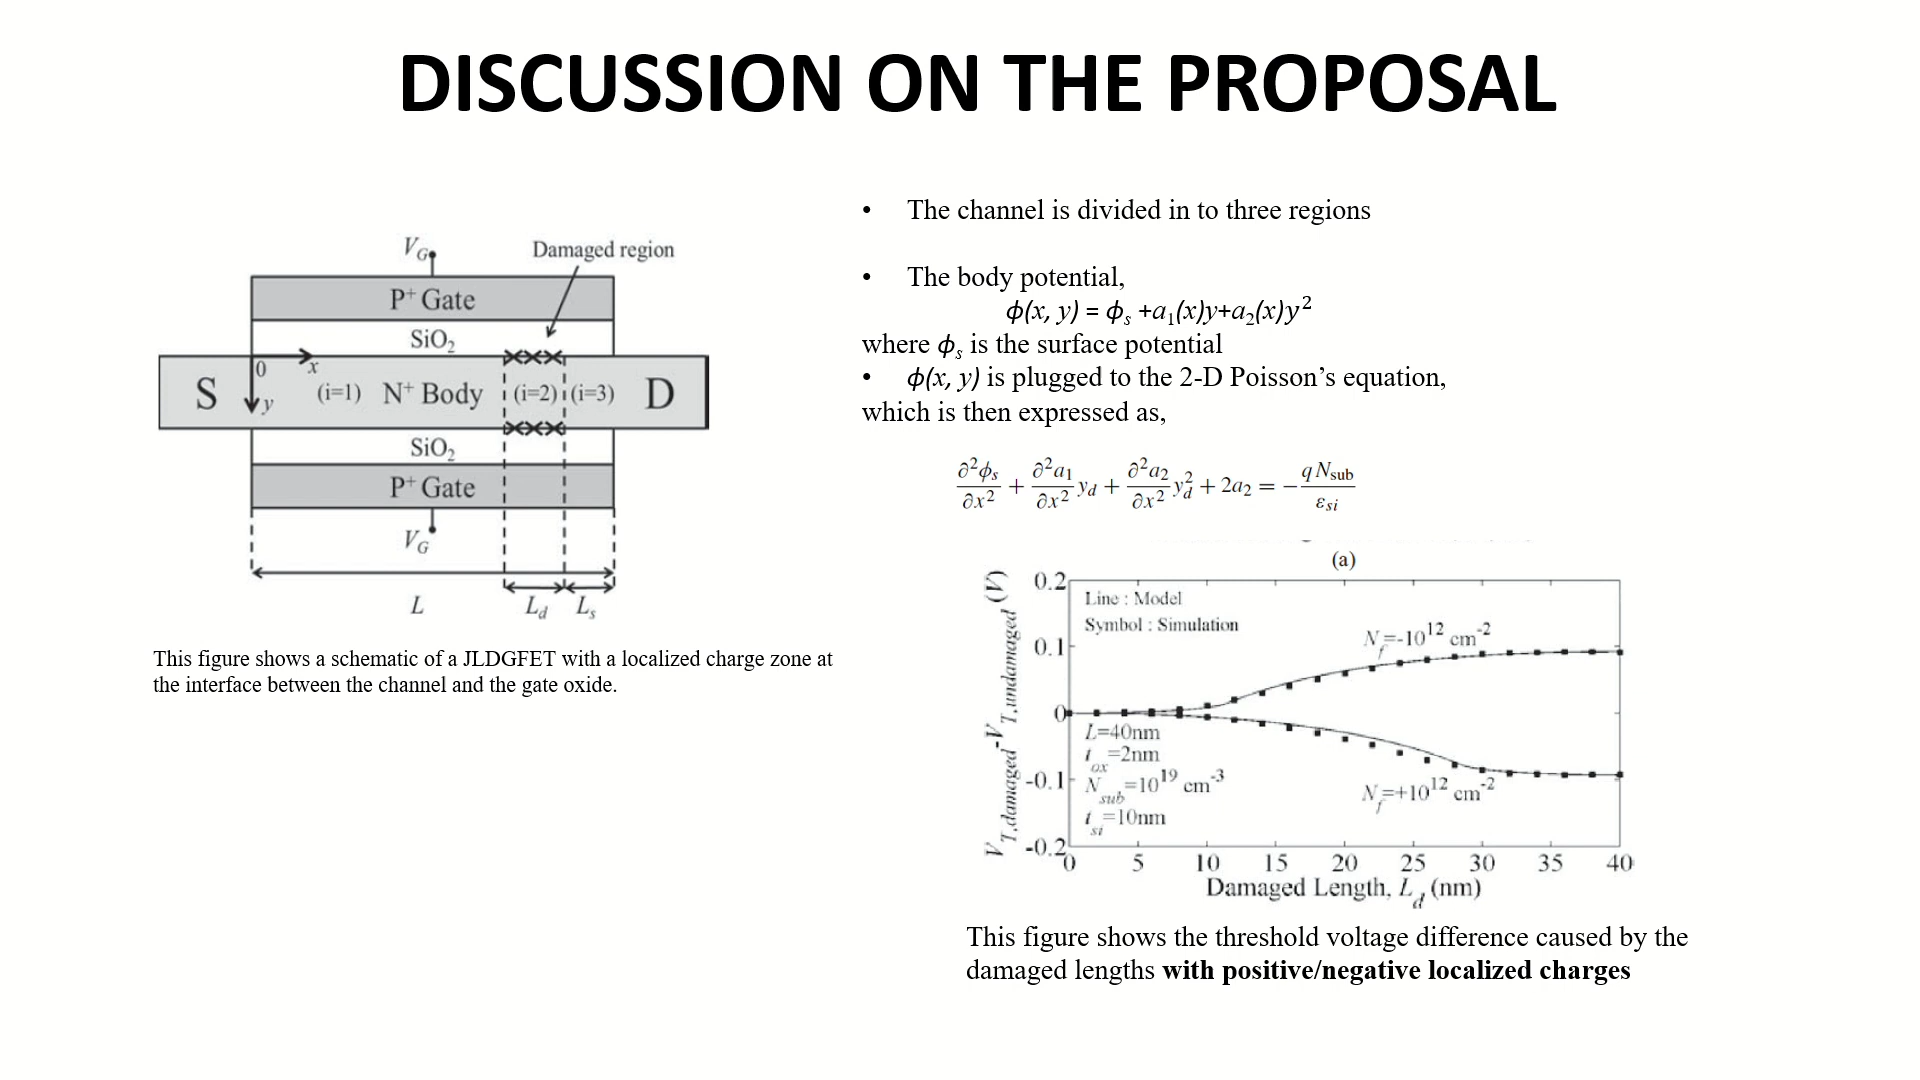 DISCUSSION ON THE PROPOSAL
V_G
Damaged region
P⁺ Gate
SiO₂
0
x
S
y
(i=1)
N⁺ Body
(i=2)
(i=3)
D
SiO₂
P⁺ Gate
V_G
L
L_d
L_s
This figure shows a schematic of a JLDGFET with a localized charge zone at
the interface between the channel and the gate oxide.
• The channel is divided in to three regions
• The body potential,
ϕ(x, y) = ϕₛ +a₁(x)y+a₂(x)y²
where ϕₛ is the surface potential
• ϕ(x, y) is plugged to the 2-D Poisson’s equation,
which is then expressed as,
∂²ϕₛ/∂x² + ∂²a₁/∂x² y_d + ∂²a₂/∂x² y_d² + 2a₂ = − qN_sub/ε_si
(a)
V_T,damaged-V_T,undamaged (V)
0.2
0.1
0
-0.1
-0.2
Line : Model
Symbol : Simulation
N_f=-10¹² cm⁻²
L=40nm
t_ox=2nm
N_sub=10¹⁹ cm⁻³
t_si=10nm
N_f=+10¹² cm⁻²
0 5 10 15 20 25 30 35 40
Damaged Length, L_d (nm)
This figure shows the threshold voltage difference caused by the
damaged lengths with positive/negative localized charges